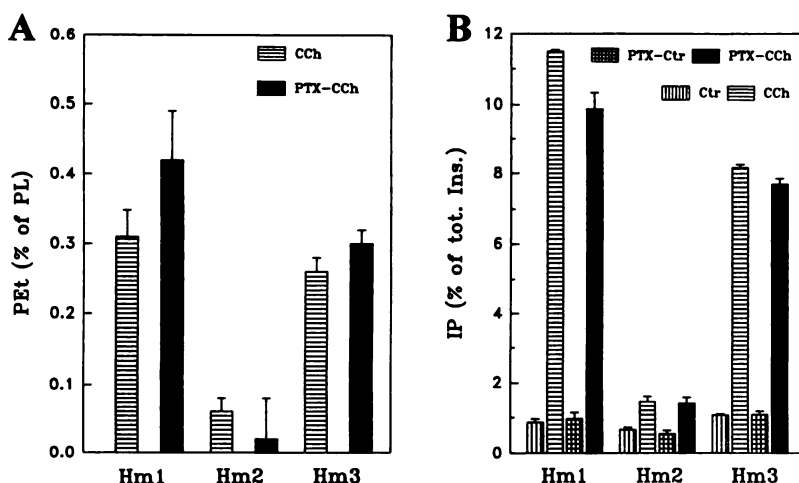 A
PEt (% of PL)
0.6
0.5
0.4
0.3
0.2
0.1
0.0
CCh
PTX-CCh
Hm1 Hm2 Hm3
B
IP (% of tot. Ins.)
12
10
8
6
4
2
0
PTX-Ctr PTX-CCh
Ctr CCh
Hm1 Hm2 Hm3